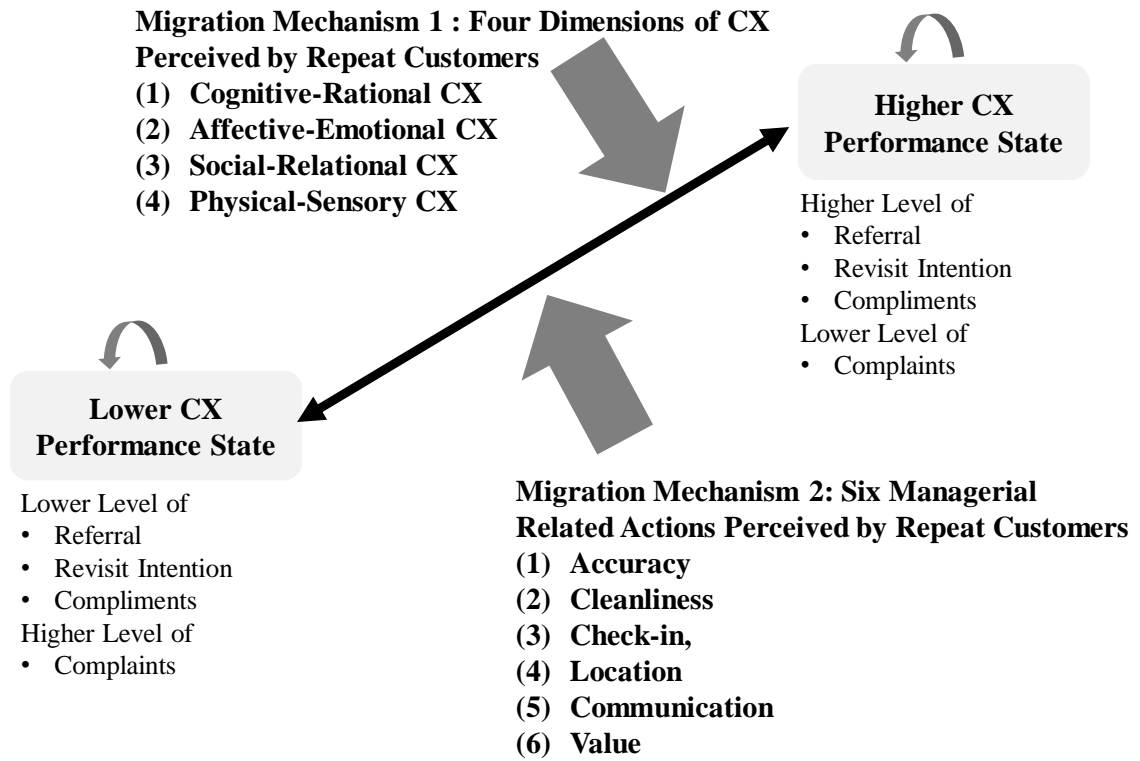 Migration Mechanism 1 : Four Dimensions of CX
Perceived by Repeat Customers
(1) Cognitive-Rational CX
(2) Affective-Emotional CX
(3) Social-Relational CX
(4) Physical-Sensory CX
Higher CX
Performance State
Higher Level of
• Referral
• Revisit Intention
• Compliments
Lower Level of
• Complaints
Lower CX
Performance State
Lower Level of
• Referral
• Revisit Intention
• Compliments
Higher Level of
• Complaints
Migration Mechanism 2: Six Managerial
Related Actions Perceived by Repeat Customers
(1) Accuracy
(2) Cleanliness
(3) Check-in,
(4) Location
(5) Communication
(6) Value